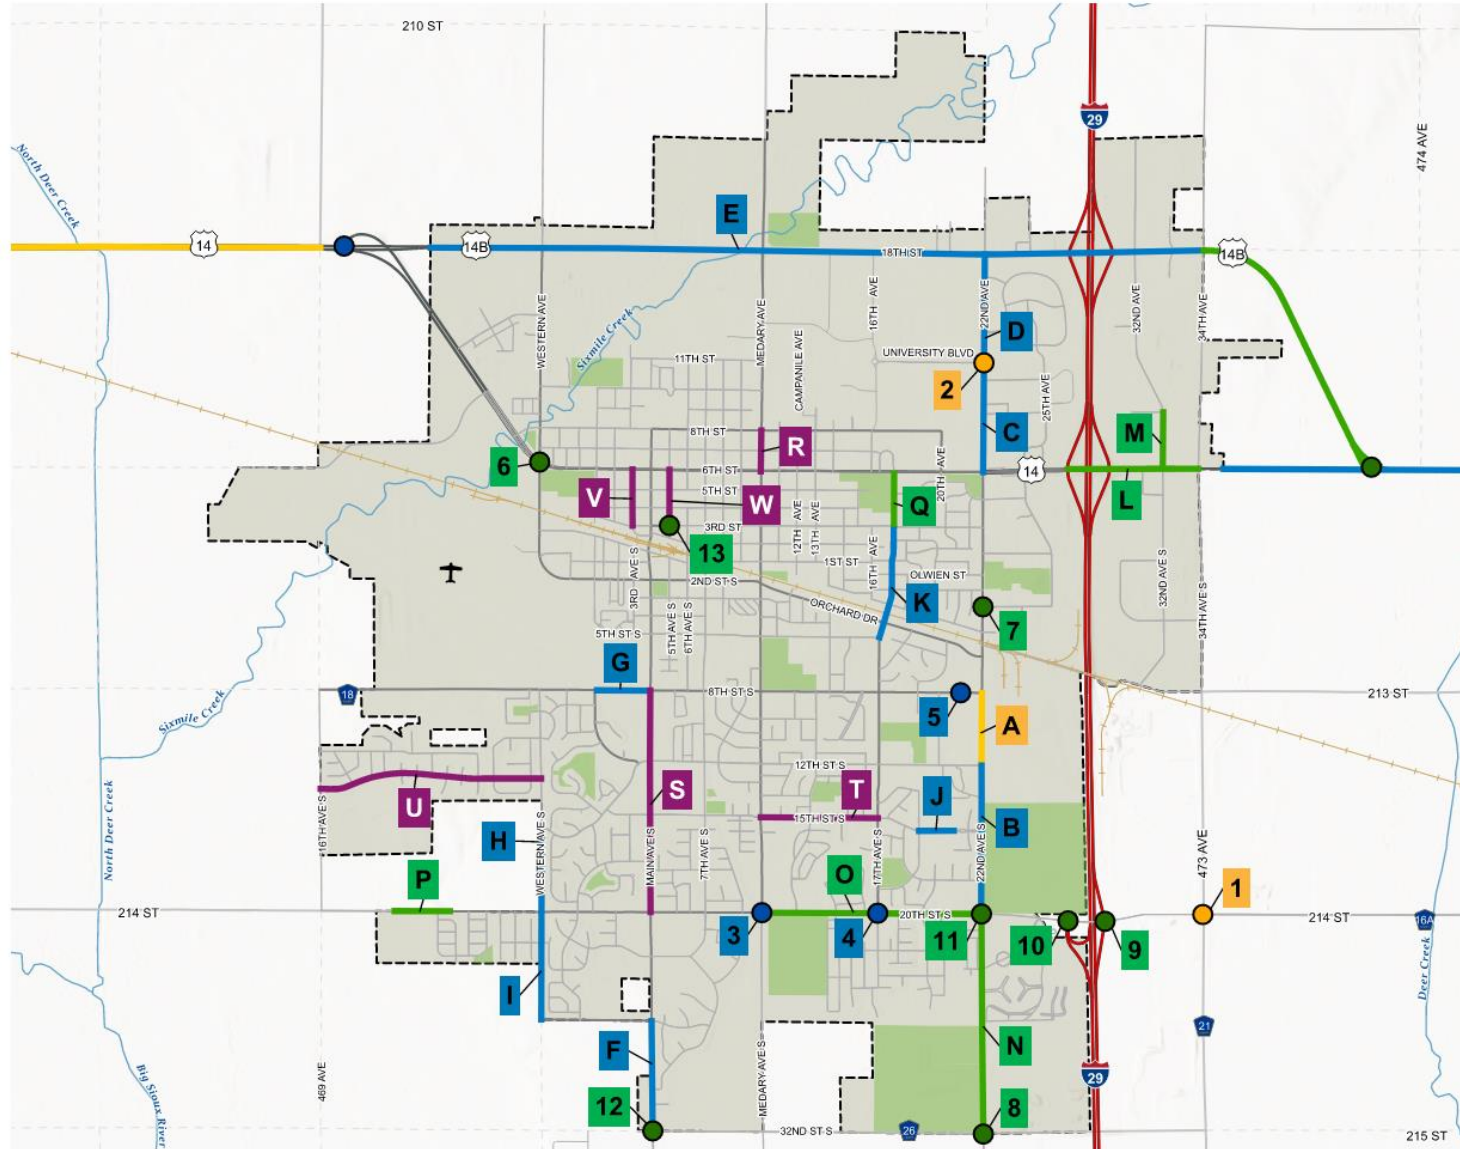 210 ST
29
474 AVE
North Deer Creek
E
14
14B
18TH ST
14B
WESTERN AVE
MEDARY AVE
16TH AVE
22ND AVE
32ND AVE
34TH AVE
Sixmile Creek
D
CAMPANILE AVE
UNIVERSITY BLVD
11TH ST
2
25TH AVE
8TH ST
R
C
M
6
6TH ST
14
20TH AVE
V
5TH ST
W
Q
L
3RD ST
12TH AVE
13TH AVE
13
1ST ST
16TH AVE
OLWIEN ST
3RD AVE S
2ND ST S
32ND AVE S
34TH AVE S
K
ORCHARD DR
5TH AVE S
6TH AVE S
7
5TH ST S
G
18
8TH ST S
213 ST
5
A
Sixmile Creek
12TH ST S
U
S
T
J
16TH AVE S
15TH ST S
B
H
North Deer Creek
WESTERN AVE S
MAIN AVE S
7TH AVE S
17TH AVE S
22ND AVE S
473 AVE
P
O
1
214 ST
20TH ST S
214 ST
16A
3
4
11
10
9
Deer Creek
I
21
F
N
469 AVE
MEDARY AVE S
29
Big Sioux River
12
8
32ND ST S
26
215 ST